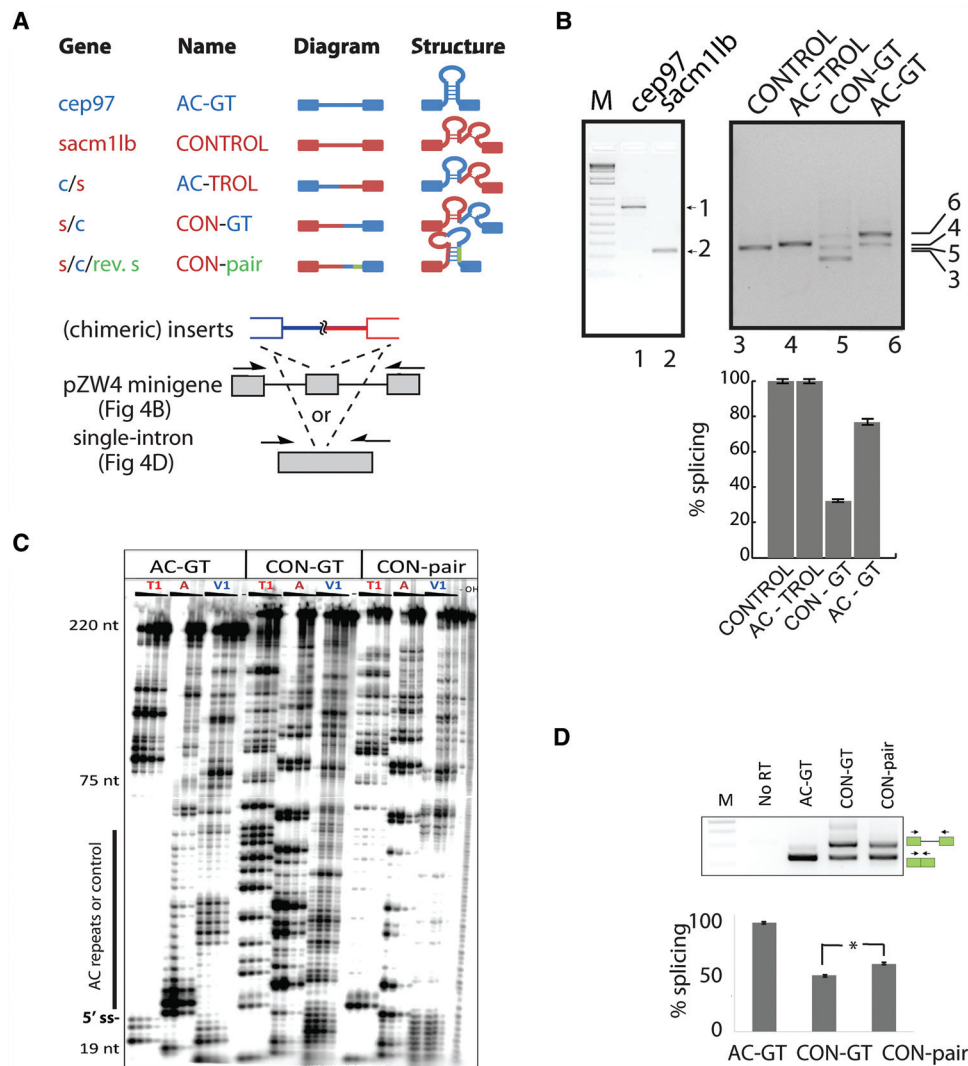 A
Gene Name Diagram Structure
cep97 AC-GT
sacm1lb CONTROL
c/s AC-TROL
s/c CON-GT
s/c/rev. s CON-pair
(chimeric) inserts
pZW4 minigene
(Fig 4B)
or
single-intron
(Fig 4D)
B
M cep97 sacm1lb
1
2
1 2
CONTROL AC-TROL CON-GT AC-GT
6
4
5
3
3 4 5 6
100
80
60
40
20
0
% splicing
CONTROL AC - TROL CON - GT AC - GT
C
AC-GT CON-GT CON-pair
T1 A V1 - T1 A V1 - T1 A V1 - OH
220 nt
75 nt
AC repeats or control
5' ss-
19 nt
D
M No RT AC-GT CON-GT CON-pair
100
50
0
% splicing
*
AC-GT CON-GT CON-pair